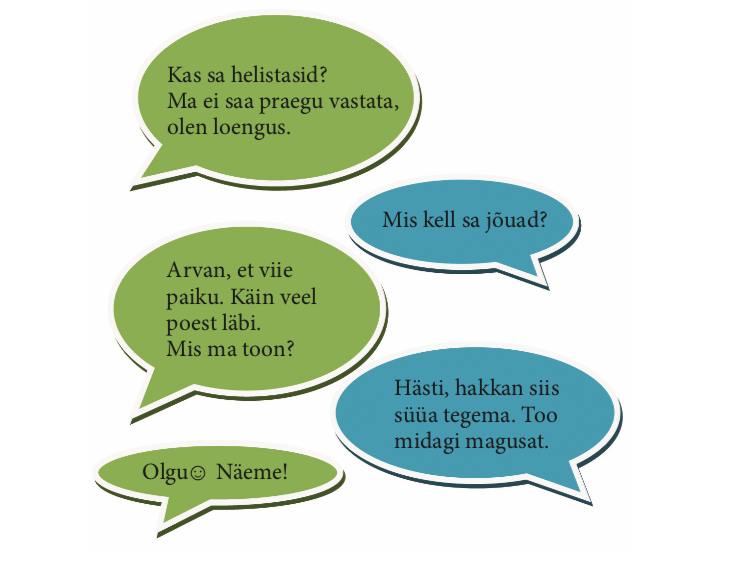 Kas sa helistasid?
Ma ei saa praegu vastata,
olen loengus.
Mis kell sa jõuad?
Arvan, et viie
paiku. Käin veel
poest läbi.
Mis ma toon?
Hästi, hakkan siis
süüa tegema. Too
midagi magusat.
Olgu☺ Näeme!